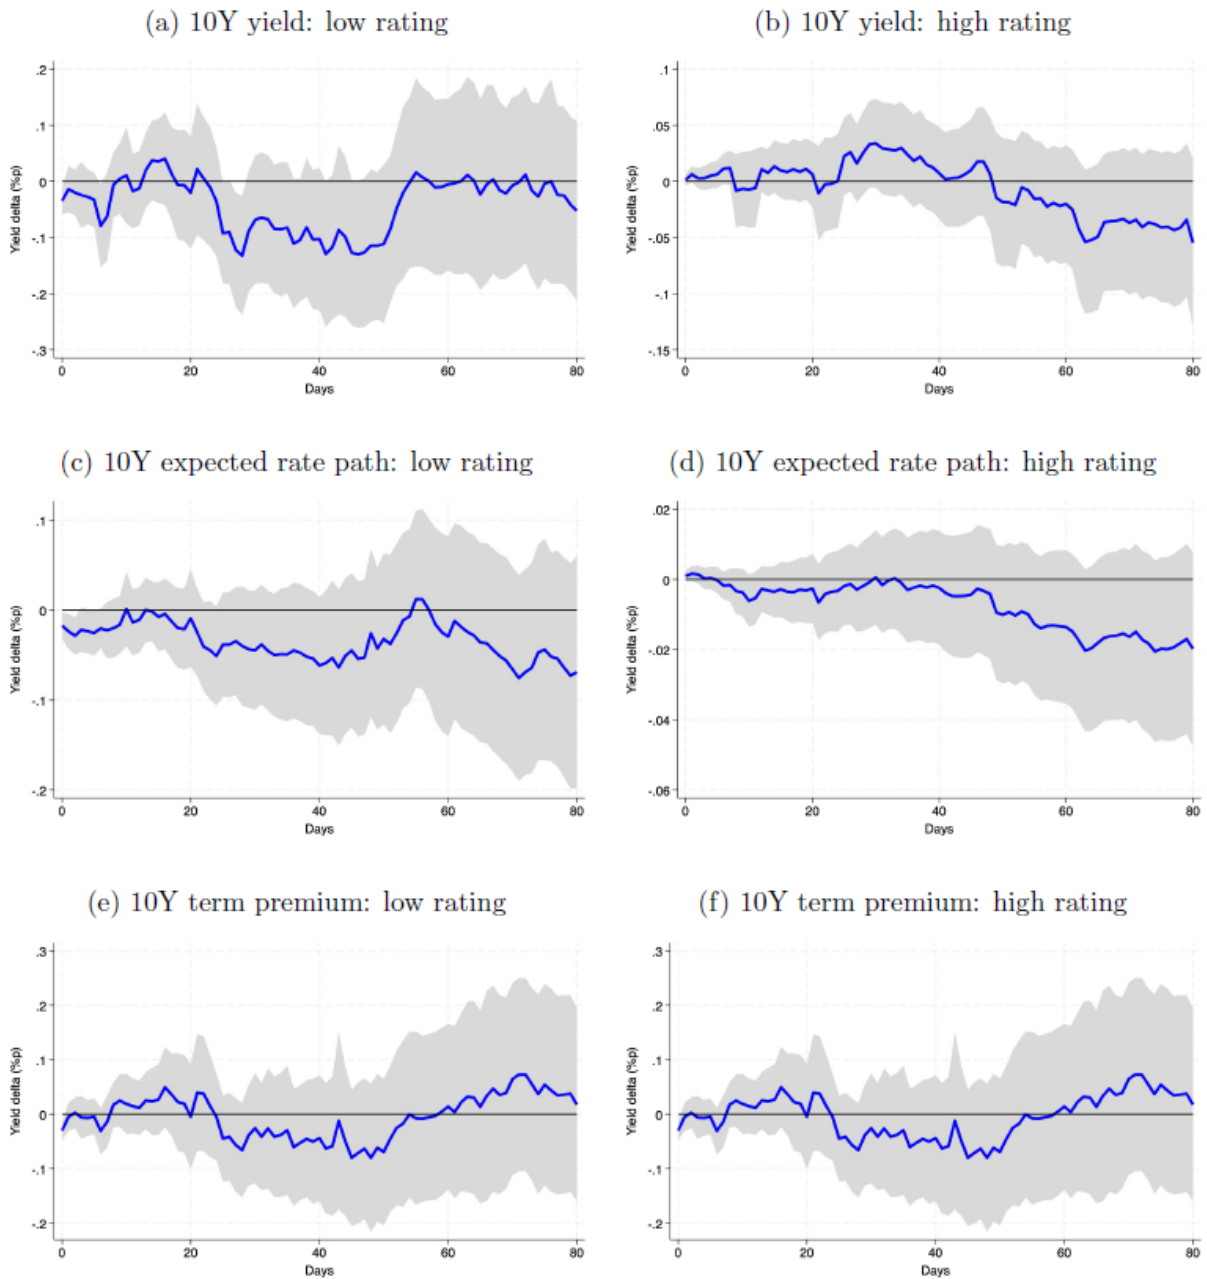 (a) 10Y yield: low rating
(b) 10Y yield: high rating
.2
.1
0
-.1
-.2
-.3
Yield delta (%p)
0 20 40 60 80
Days
.1
.05
0
-.05
-.1
-.15
Yield delta (%p)
0 20 40 60 80
Days
(c) 10Y expected rate path: low rating
(d) 10Y expected rate path: high rating
.1
0
-.1
-.2
Yield delta (%p)
0 20 40 60 80
Days
.02
0
-.02
-.04
-.06
Yield delta (%p)
0 20 40 60 80
Days
(e) 10Y term premium: low rating
(f) 10Y term premium: high rating
.3
.2
.1
0
-.1
-.2
Yield delta (%p)
0 20 40 60 80
Days
.3
.2
.1
0
-.1
-.2
Yield delta (%p)
0 20 40 60 80
Days